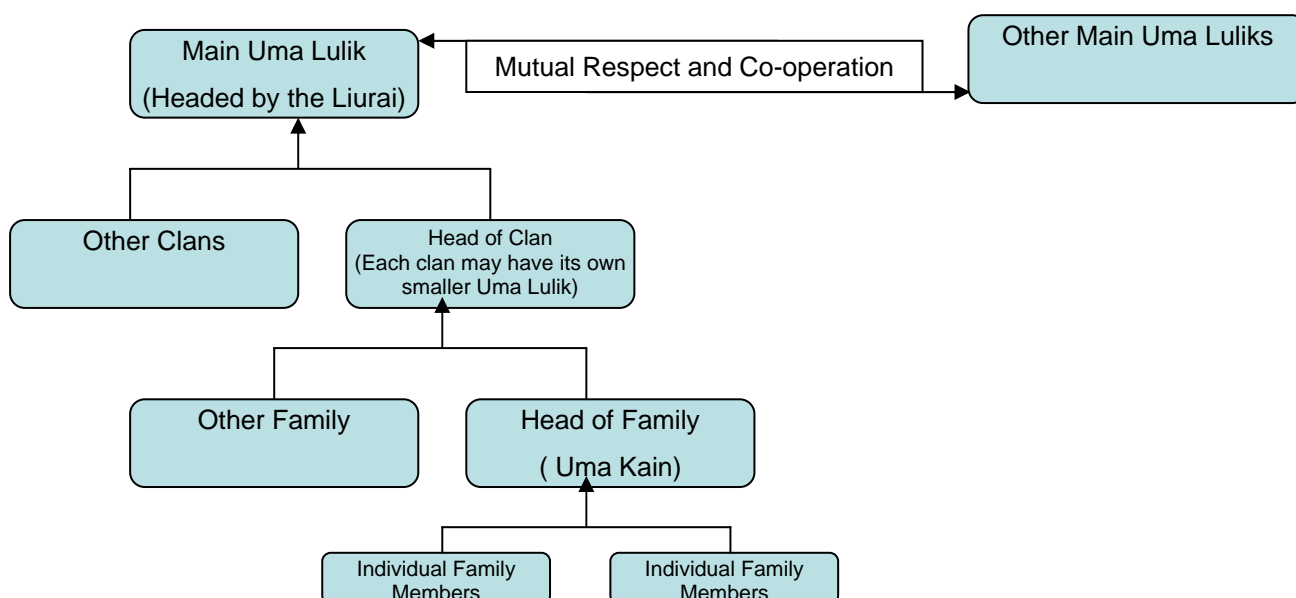 Main Uma Lulik
(Headed by the Liurai)
Mutual Respect and Co-operation
Other Main Uma Luliks
Other Clans
Head of Clan
(Each clan may have its own
smaller Uma Lulik)
Other Family
Head of Family
( Uma Kain)
Individual Family
Members
Individual Family
Members